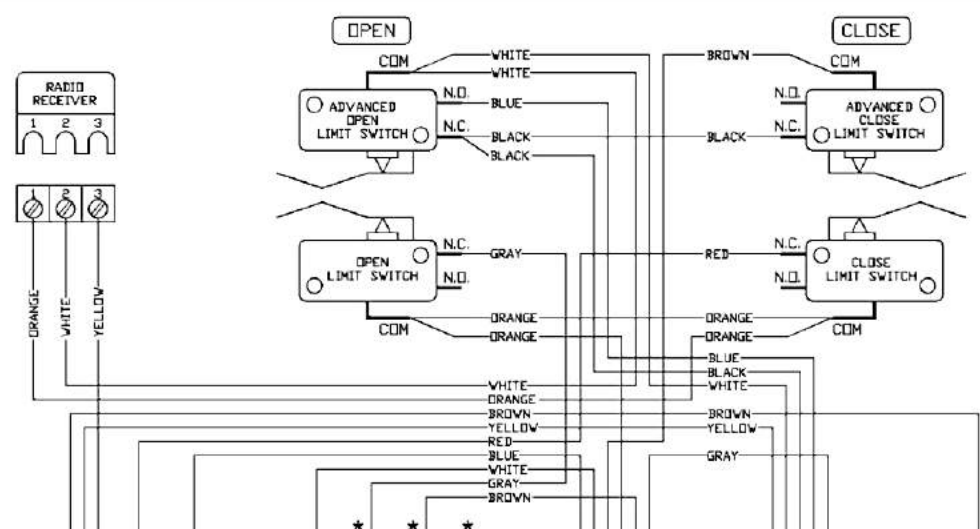 OPEN
CLOSE
WHITE
BROWN
COM
COM
WHITE
RADIO
RECEIVER
1 2 3
N.O.
N.O.
ADVANCED
OPEN
LIMIT SWITCH
BLUE
ADVANCED
CLOSE
LIMIT SWITCH
N.C.
BLACK
BLACK
N.C.
BLACK
1 2 3
N.C.
GRAY
RED
N.C.
OPEN
LIMIT SWITCH
CLOSE
LIMIT SWITCH
N.O.
N.O.
ORANGE
WHITE
YELLOW
ORANGE
ORANGE
COM
COM
ORANGE
ORANGE
BLUE
BLACK
WHITE
WHITE
ORANGE
BROWN
BROWN
YELLOW
YELLOW
RED
BLUE
GRAY
WHITE
GRAY
BROWN
* * *